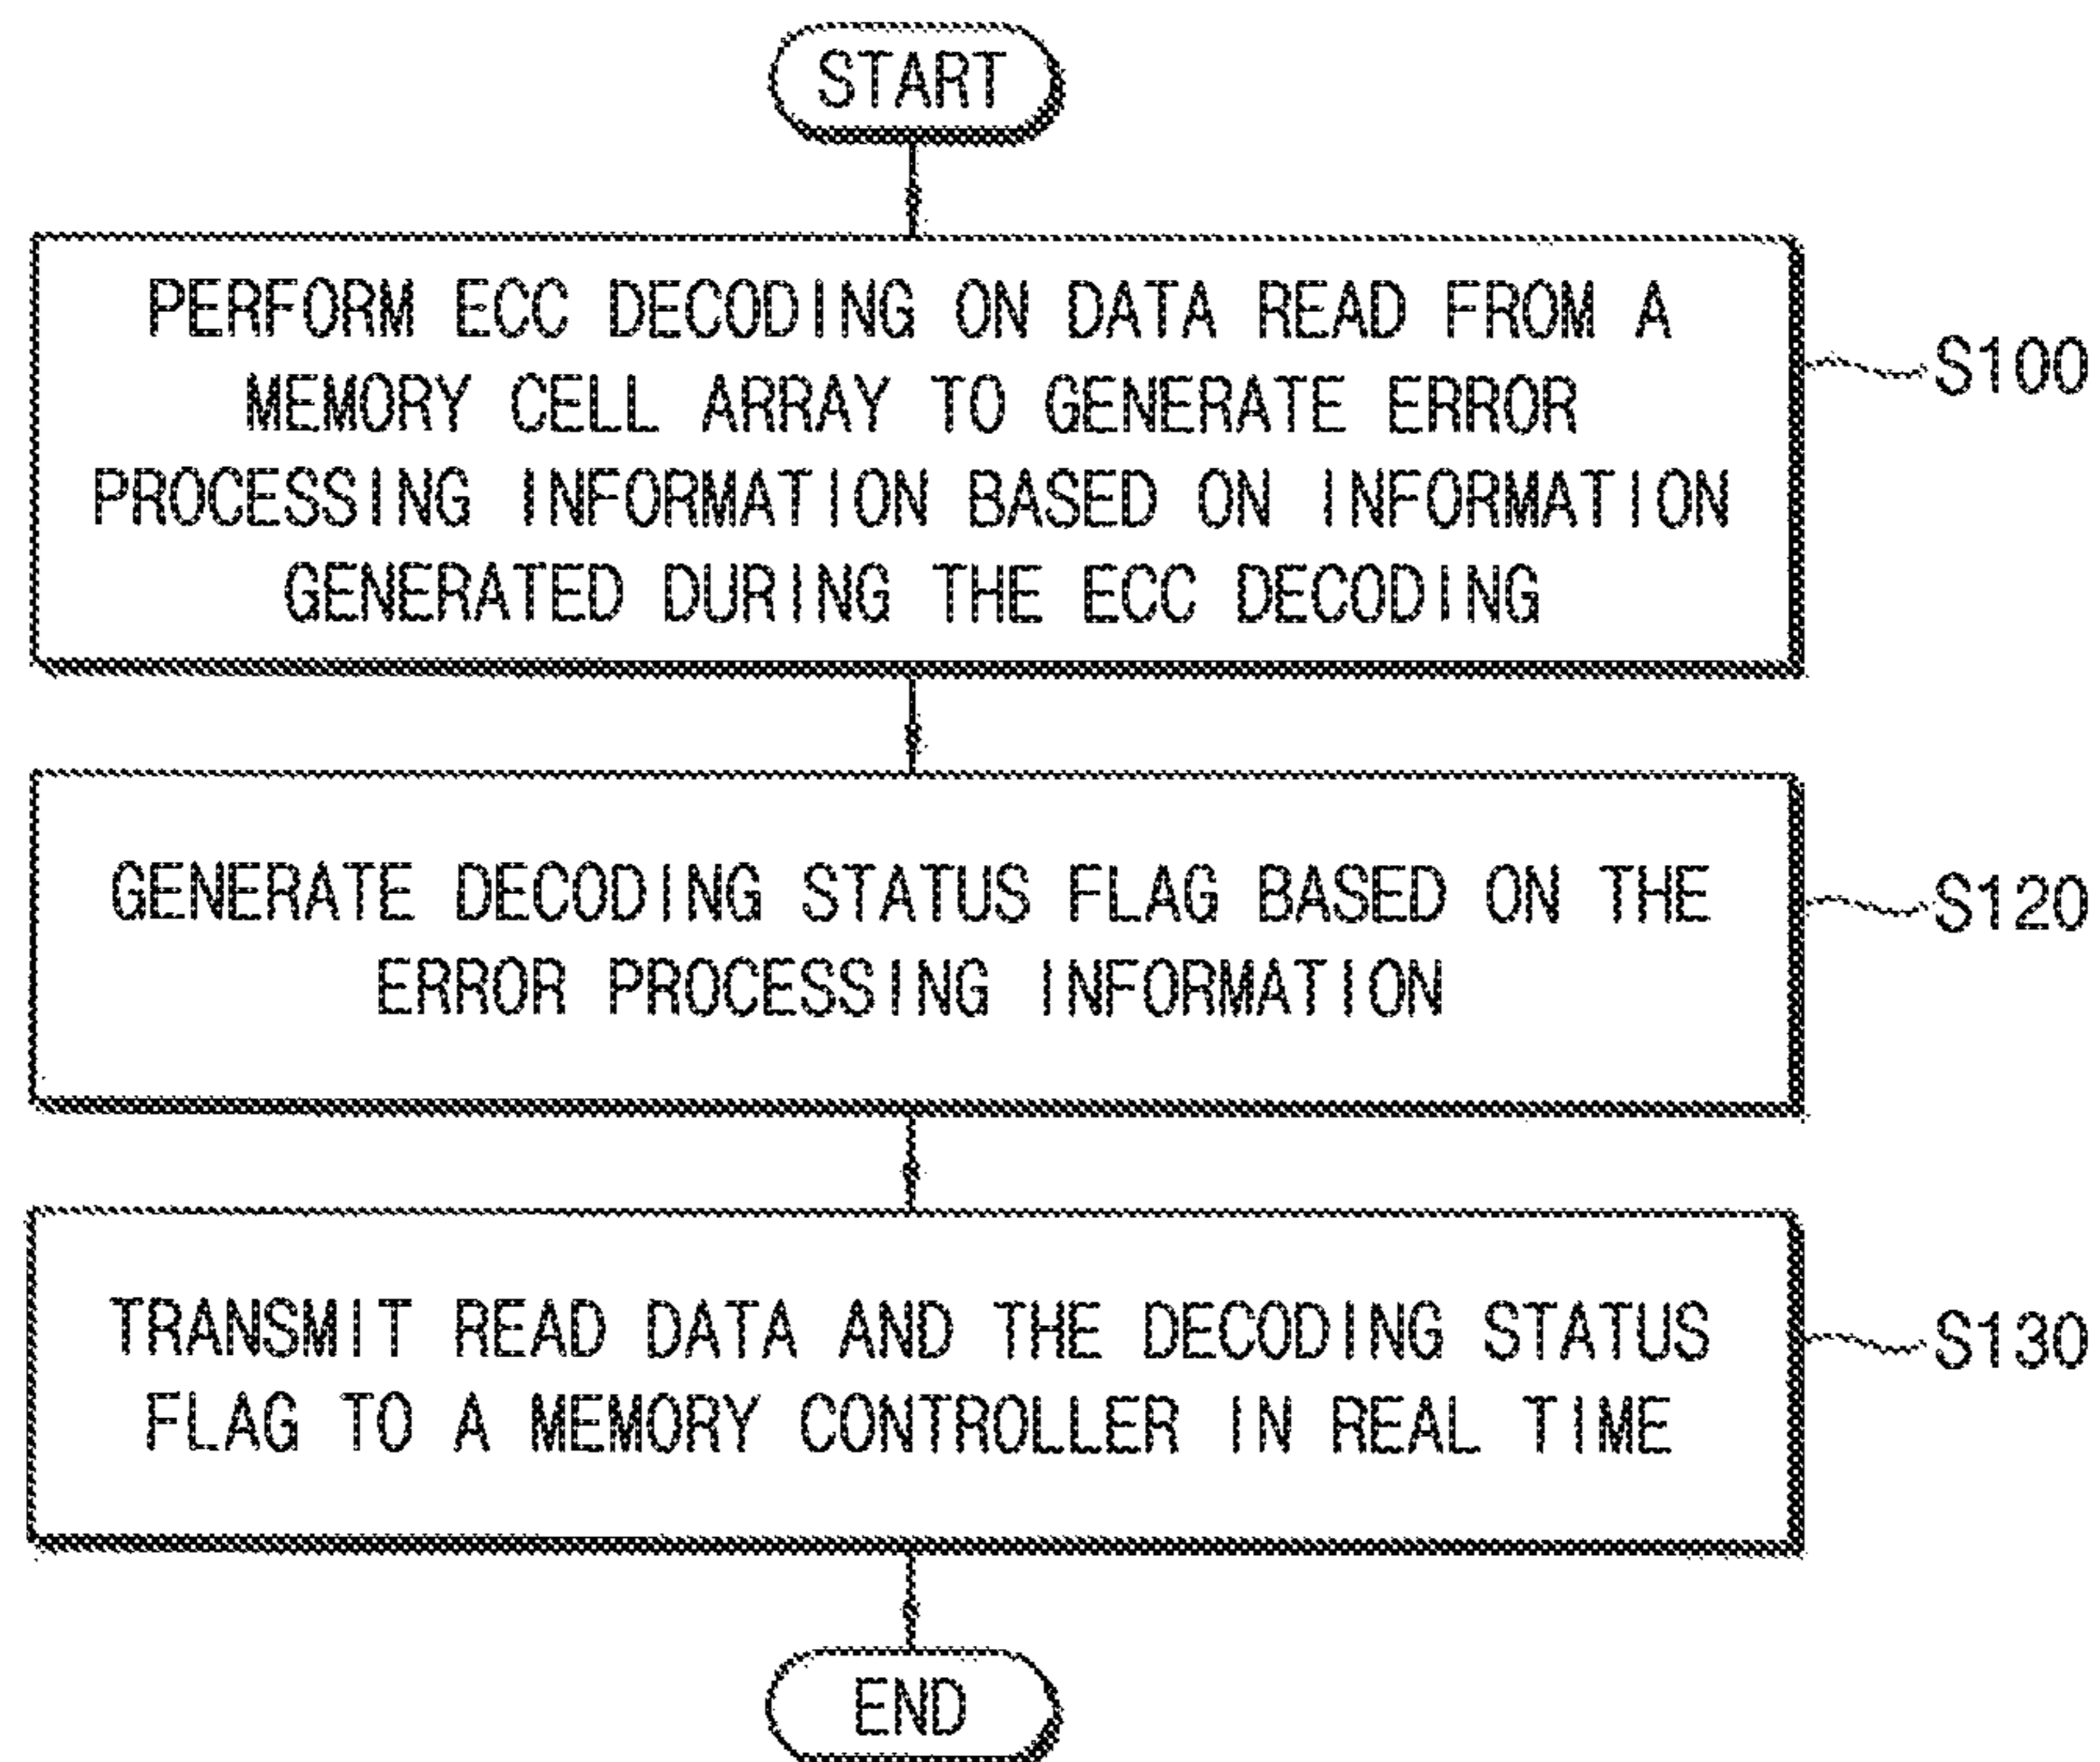 START
PERFORM ECC DECODING ON DATA READ FROM A
MEMORY CELL ARRAY TO GENERATE ERROR
PROCESSING INFORMATION BASED ON INFORMATION
GENERATED DURING THE ECC DECODING
S100
GENERATE DECODING STATUS FLAG BASED ON THE
ERROR PROCESSING INFORMATION
S120
TRANSMIT READ DATA AND THE DECODING STATUS
FLAG TO A MEMORY CONTROLLER IN REAL TIME
S130
END